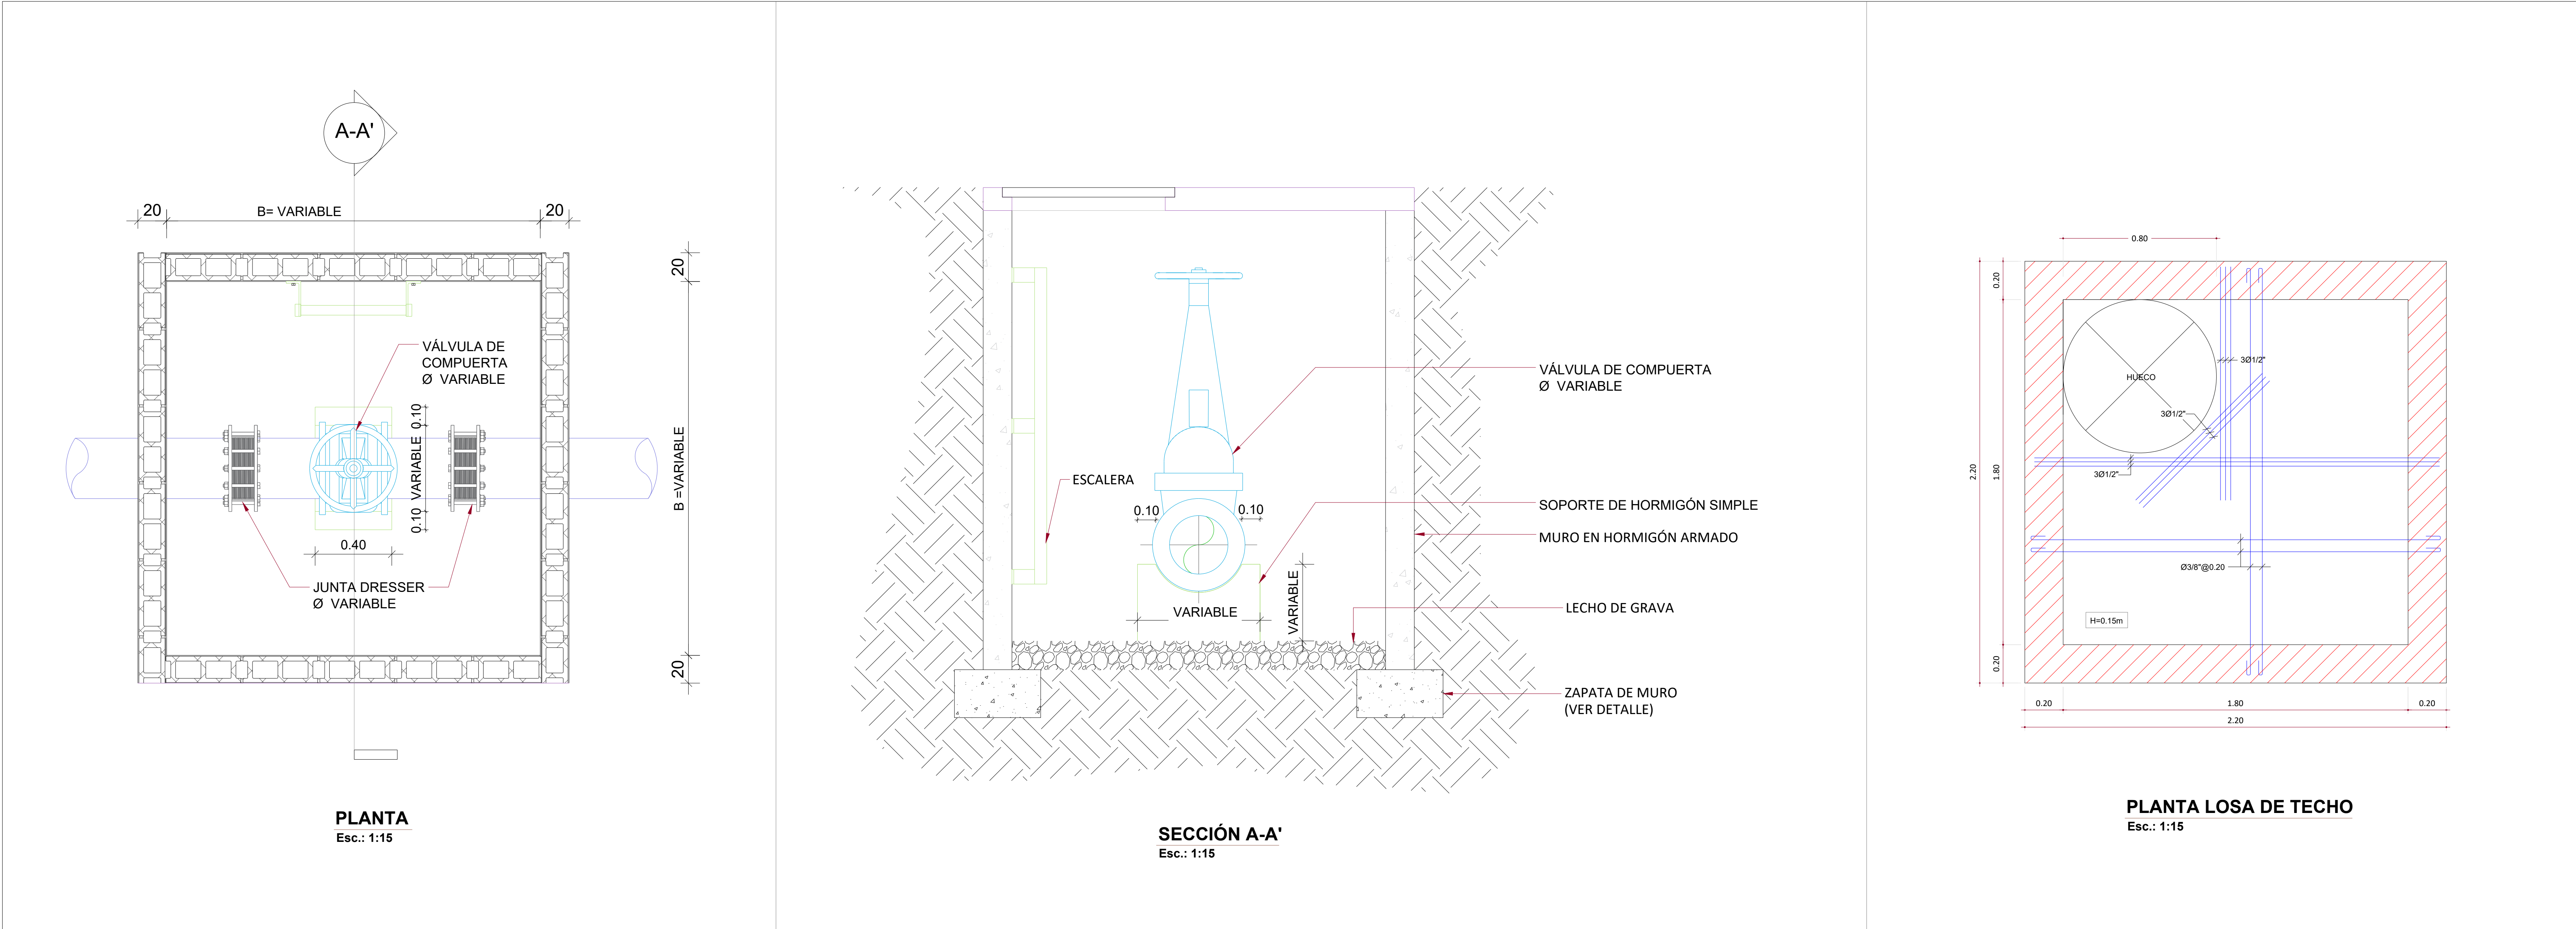 A-A'
20
B= VARIABLE
20
20
B =VARIABLE
20
VÁLVULA DE
COMPUERTA
Ø VARIABLE
0.10
VARIABLE
0.10
0.40
JUNTA DRESSER
Ø VARIABLE
PLANTA
Esc.: 1:15
VÁLVULA DE COMPUERTA
Ø VARIABLE
ESCALERA
0.10
0.10
SOPORTE DE HORMIGÓN SIMPLE
MURO EN HORMIGÓN ARMADO
VARIABLE
VARIABLE
LECHO DE GRAVA
ZAPATA DE MURO
(VER DETALLE)
SECCIÓN A-A'
Esc.: 1:15
0.80
0.20
2.20
1.80
0.20
HUECO
3Ø1/2"
3Ø1/2"
3Ø1/2"
Ø3/8"@0.20
H=0.15m
0.20
1.80
0.20
2.20
PLANTA LOSA DE TECHO
Esc.: 1:15